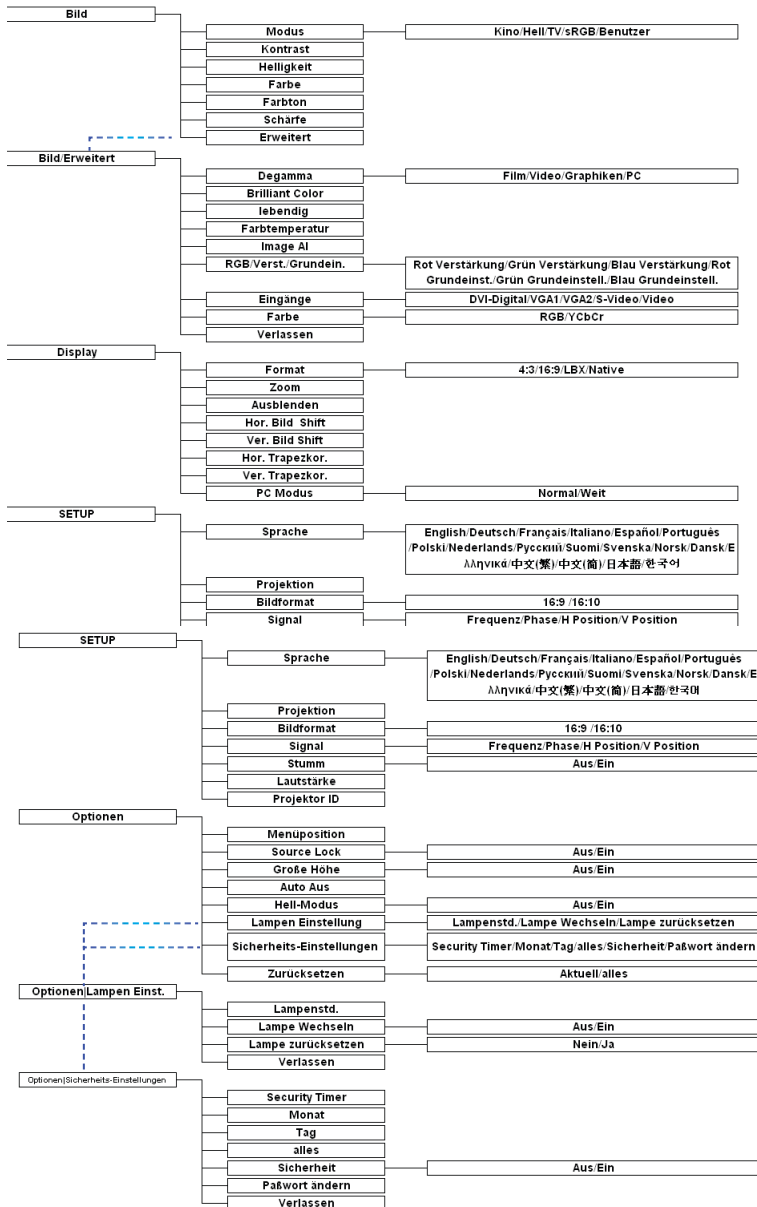 Bild
Modus Kino/Hell/TV/sRGB/Benutzer
Kontrast
Helligkeit
Farbe
Farbton
Schärfe
Erweitert
Bild/Erweitert
Degamma Film/Video/Graphiken/PC
Brilliant Color
lebendig
Farbtemperatur
Image AI
RGB/Verst./Grundein. Rot Verstärkung/Grün Verstärkung/Blau Verstärkung/Rot
Grundeinst./Grün Grundeinstell./Blau Grundeinstell.
Eingänge DVI-Digital/VGA1/VGA2/S-Video/Video
Farbe RGB/YCbCr
Verlassen
Display
Format 4:3/16:9/LBX/Native
Zoom
Ausblenden
Hor. Bild Shift
Ver. Bild Shift
Hor. Trapezkor.
Ver. Trapezkor.
PC Modus Normal/Weit
SETUP
Sprache English/Deutsch/Français/Italiano/Español/Português
/Polski/Nederlands/Русский/Suomi/Svenska/Norsk/Dansk/Ε
λληνικά/中文(繁)/中文(简)/日本語/한국어
Projektion
Bildformat 16:9 /16:10
Signal Frequenz/Phase/H Position/V Position
SETUP
Sprache English/Deutsch/Français/Italiano/Español/Português
/Polski/Nederlands/Русский/Suomi/Svenska/Norsk/Dansk/Ε
λληνικά/中文(繁)/中文(简)/日本語/한국어
Projektion
Bildformat 16:9 /16:10
Signal Frequenz/Phase/H Position/V Position
Stumm Aus/Ein
Lautstärke
Projektor ID
Optionen
Menüposition
Source Lock Aus/Ein
Große Höhe Aus/Ein
Auto Aus
Hell-Modus Aus/Ein
Lampen Einstellung Lampenstd./Lampe Wechseln/Lampe zurücksetzen
Sicherheits-Einstellungen Security Timer/Monat/Tag/alles/Sicherheit/Paßwort ändern
Zurücksetzen Aktuell/alles
Optionen|Lampen Einst.
Lampenstd.
Lampe Wechseln Aus/Ein
Lampe zurücksetzen Nein/Ja
Verlassen
Optionen|Sicherheits-Einstellungen
Security Timer
Monat
Tag
alles
Sicherheit Aus/Ein
Paßwort ändern
Verlassen